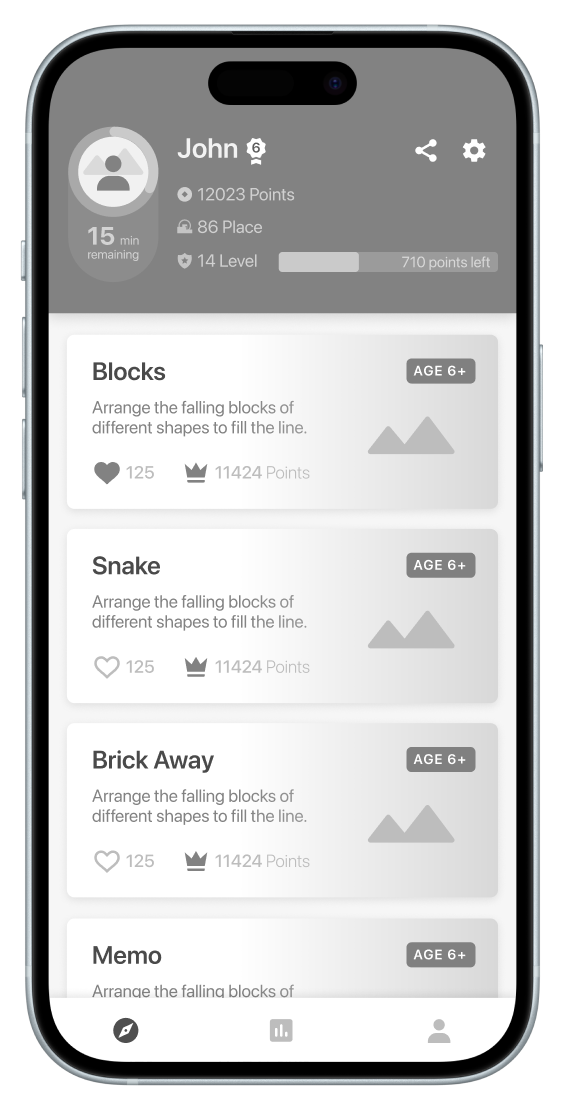 John 6
12023 Points
86 Place
15 min
remaining
14 Level 710 points left
Blocks AGE 6+
Arrange the falling blocks of
different shapes to fill the line.
125 11424 Points
Snake AGE 6+
Arrange the falling blocks of
different shapes to fill the line.
125 11424 Points
Brick Away AGE 6+
Arrange the falling blocks of
different shapes to fill the line.
125 11424 Points
Memo AGE 6+
Arrange the falling blocks of